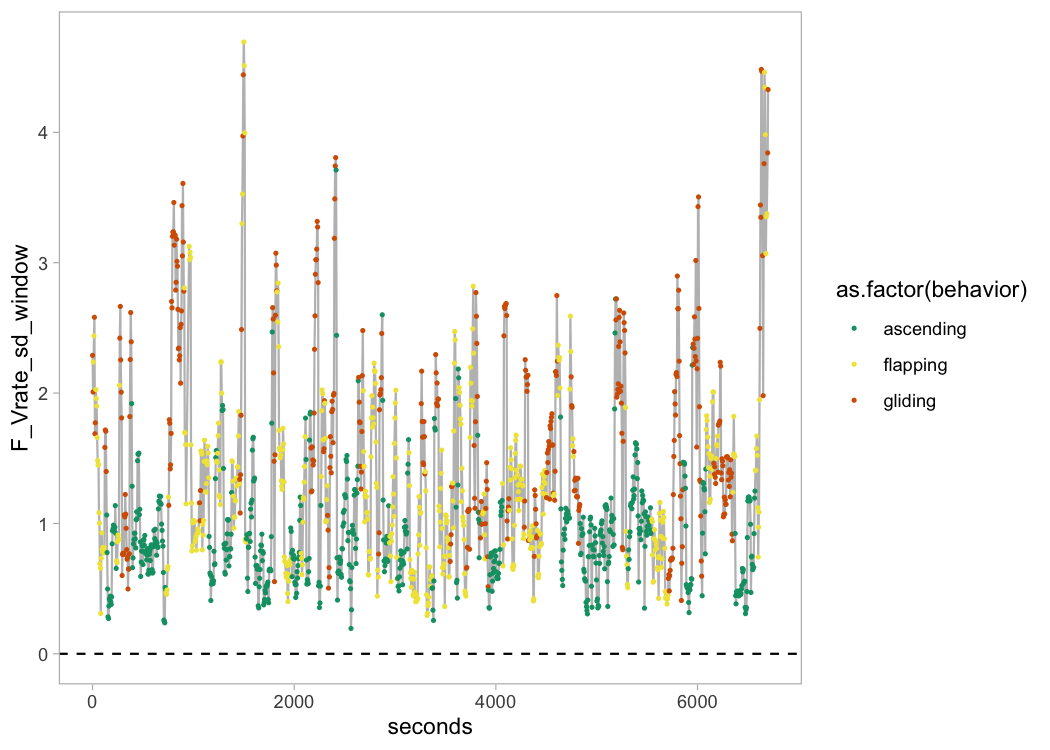 F_Vrate_sd_window
4
3
2
1
0
0
2000
4000
6000
seconds
as.factor(behavior)
ascending
flapping
gliding